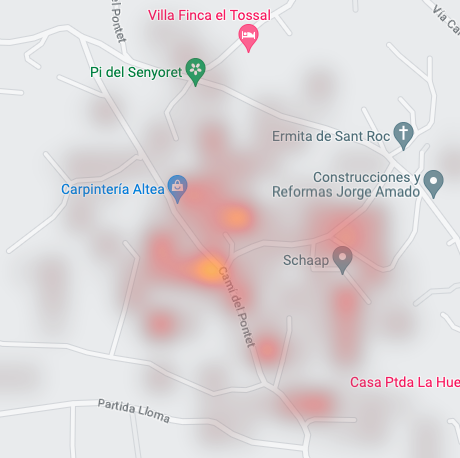 del Pontet
Villa Finca el Tossal
Vía Ca
Pi del Senyoret
Ermita de Sant Roc
Construcciones y
Reformas Jorge Amado
Carpintería Altea
Schaap
Camí del Pontet
Casa Ptda La Hue
Partida Lloma